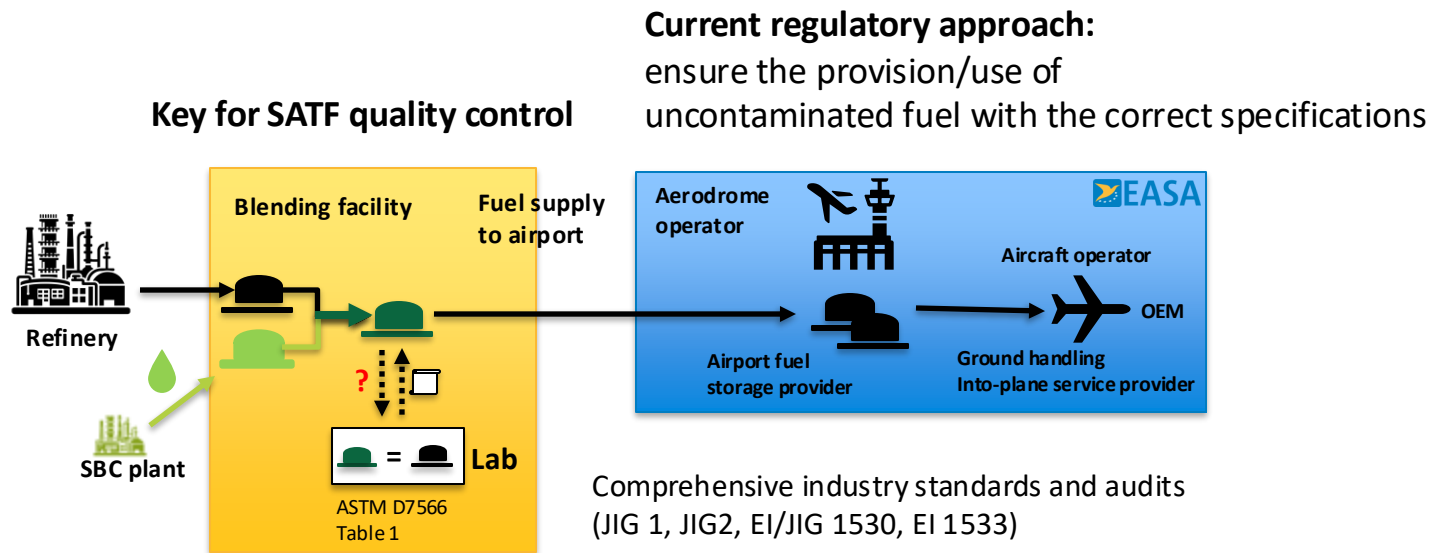 Current regulatory approach:
ensure the provision/use of
uncontaminated fuel with the correct specifications
Key for SATF quality control
Blending facility
Fuel supply
to airport
Aerodrome
operator
EASA
Aircraft operator
OEM
Refinery
Airport fuel
storage provider
Ground handling
Into-plane service provider
?
SBC plant
=
Lab
ASTM D7566
Table 1
Comprehensive industry standards and audits
(JIG 1, JIG2, EI/JIG 1530, EI 1533)